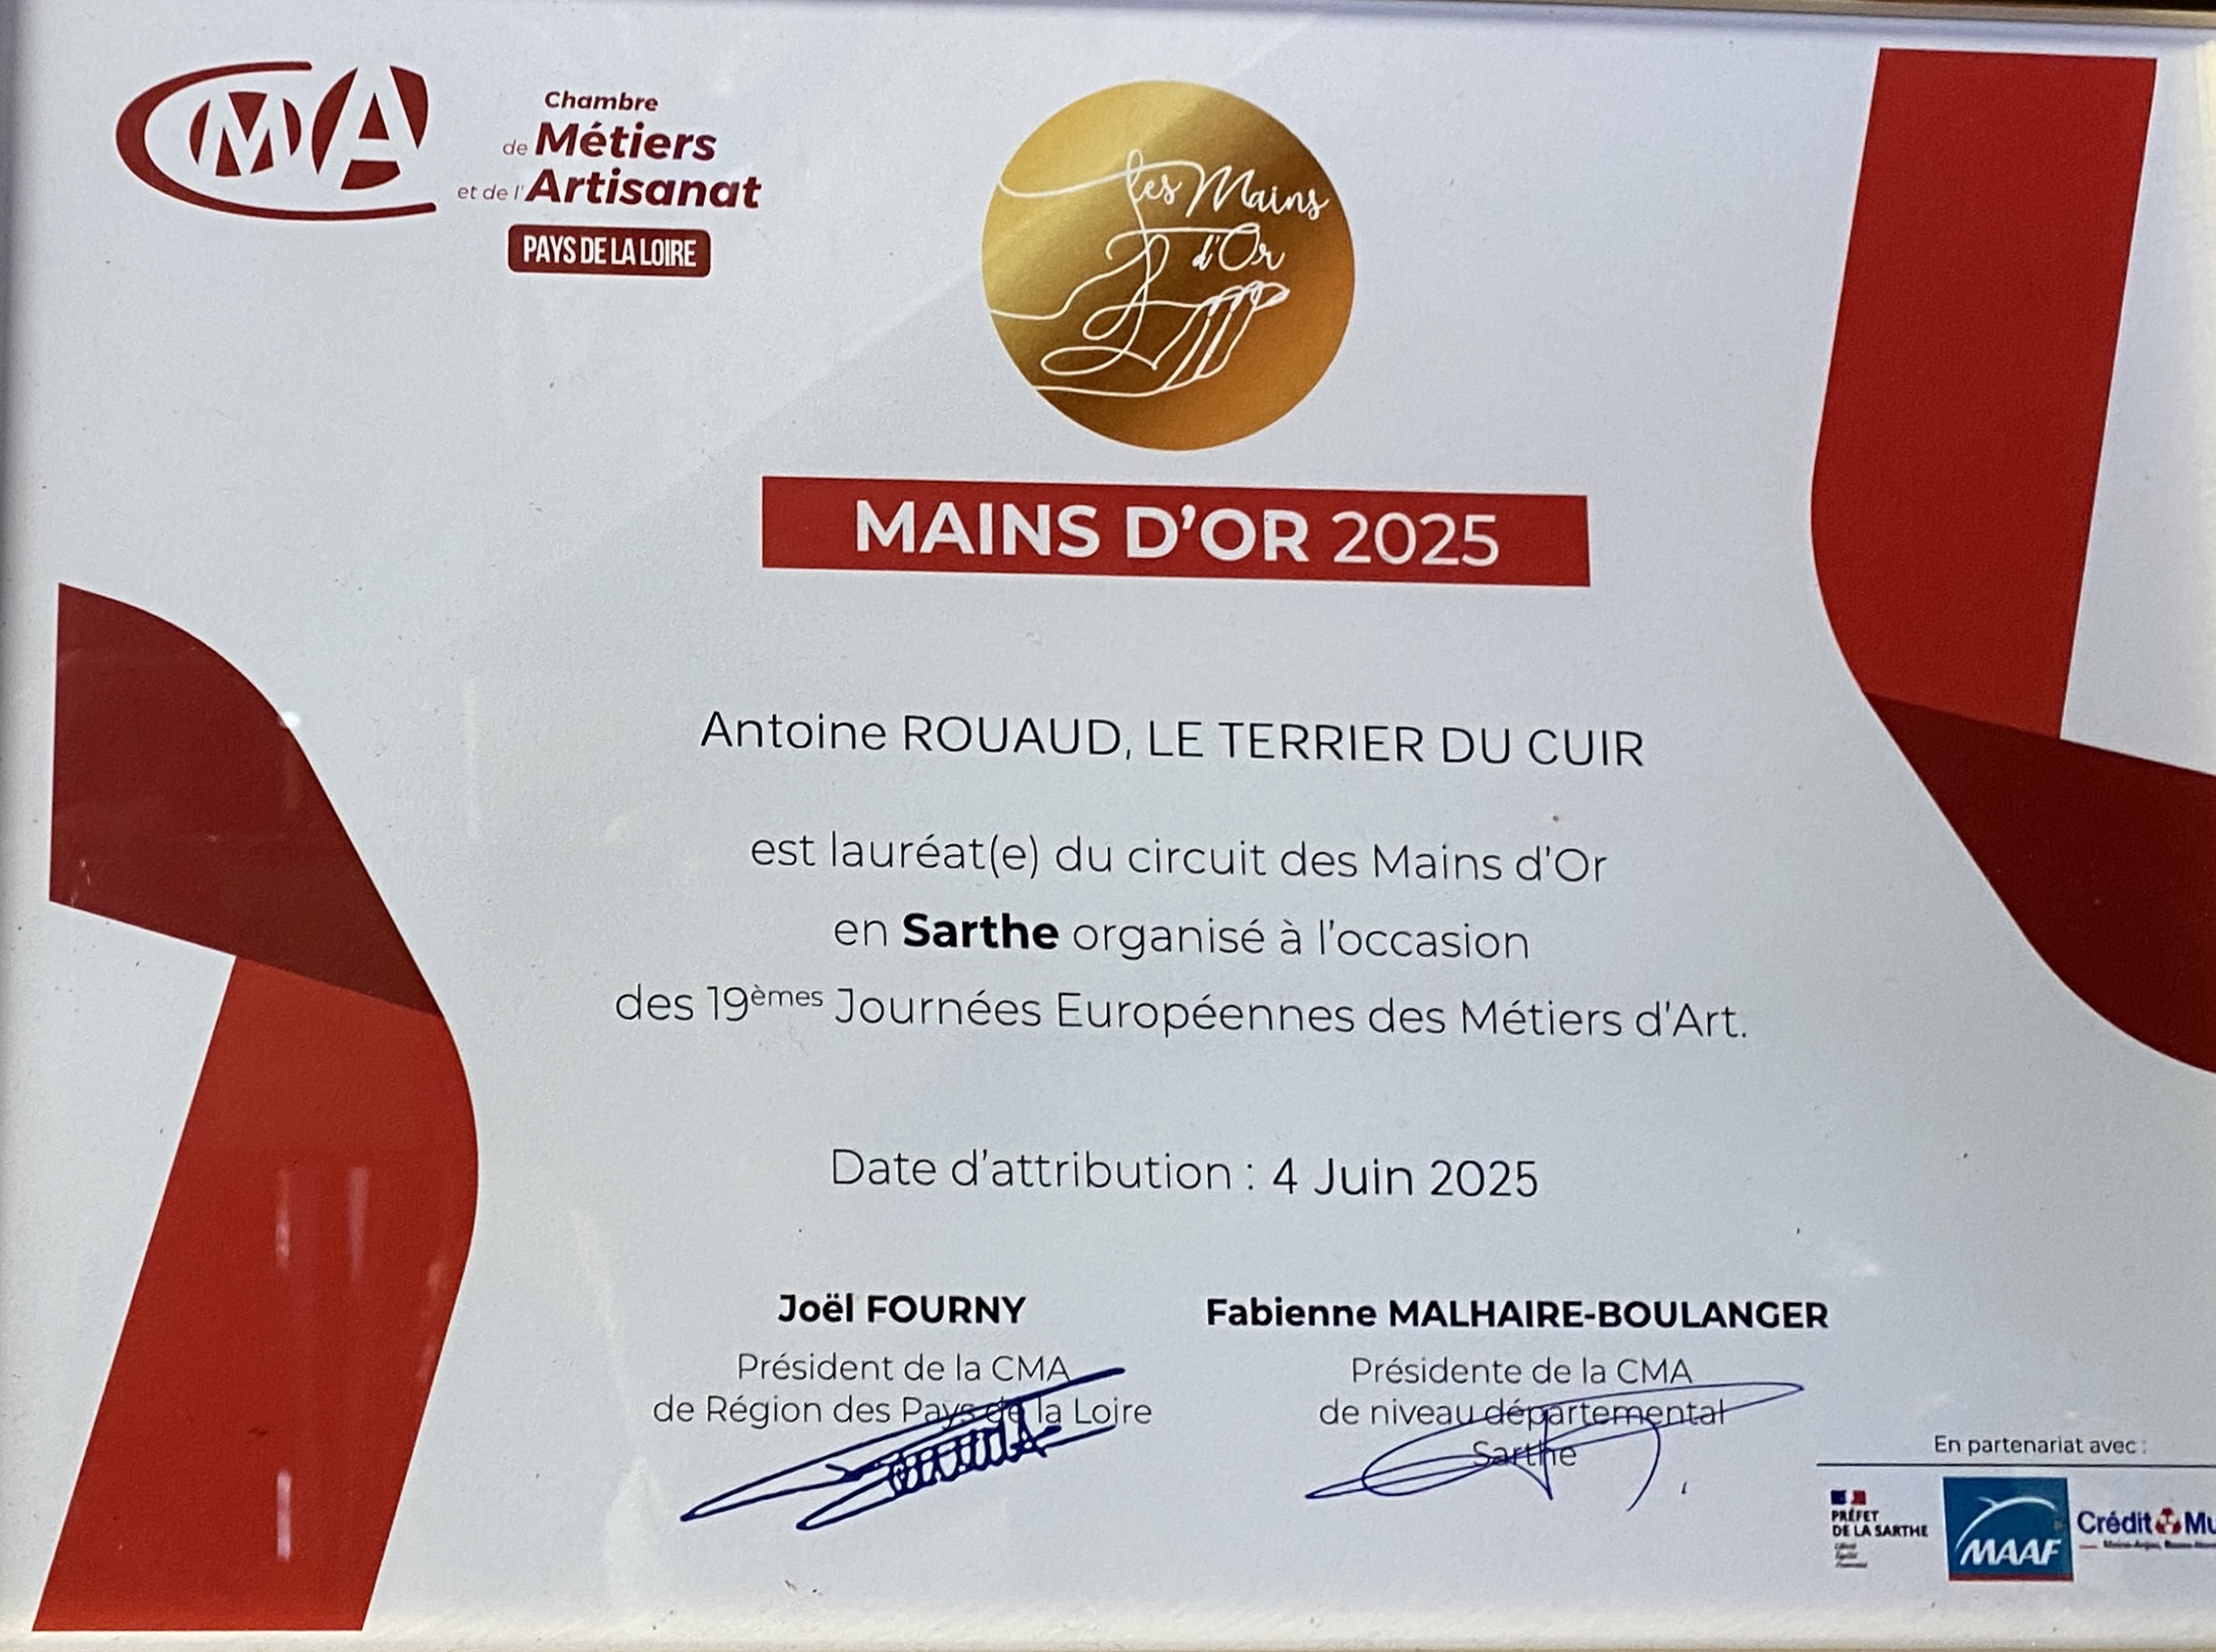 CMA
Chambre
de Métiers
et de l'Artisanat
PAYS DE LA LOIRE
les Mains
d'Or
MAINS D'OR 2025
Antoine ROUAUD, LE TERRIER DU CUIR
est lauréat(e) du circuit des Mains d'Or
en Sarthe organisé à l'occasion
des 19èmes Journées Européennes des Métiers d'Art.
Date d'attribution : 4 Juin 2025
Joël FOURNY
Président de la CMA
de Région des Pays de la Loire
Fabienne MALHAIRE-BOULANGER
Présidente de la CMA
de niveau départemental
Sarthe
En partenariat avec :
PRÉFET
DE LA SARTHE
MAAF
Crédit Mu